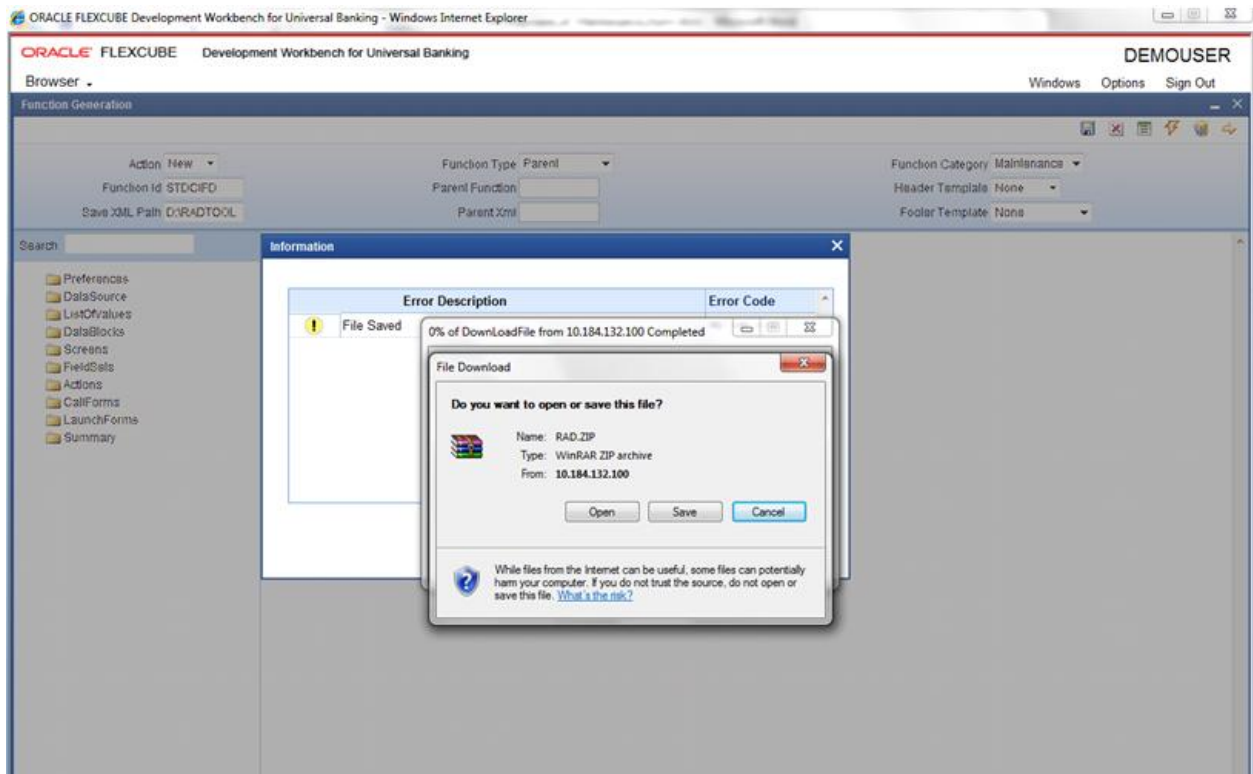 ORACLE FLEXCUBE Development Workbench for Universal Banking - Windows Internet Explorer
ORACLE FLEXCUBE Development Workbench for Universal Banking
DEMOUSER
Browser
Windows Options Sign Out
Function Generation
Action New Function Type Parent Function Category Maintenance
Function Id STDCIFD Parent Function Header Template None
Save XML Path D:\RADTOOL Parent Xml Footer Template None
Search
Preferences
DataSource
ListOfValues
DataBlocks
Screens
FieldSets
Actions
CallForms
LaunchForms
Summary
Information
Error Description Error Code
File Saved
0% of DownLoadFile from 10.184.132.100 Completed
File Download
Do you want to open or save this file?
Name: RAD.ZIP
Type: WinRAR ZIP archive
From: 10.184.132.100
Open Save Cancel
While files from the Internet can be useful, some files can potentially
harm your computer. If you do not trust the source, do not open or
save this file. What's the risk?